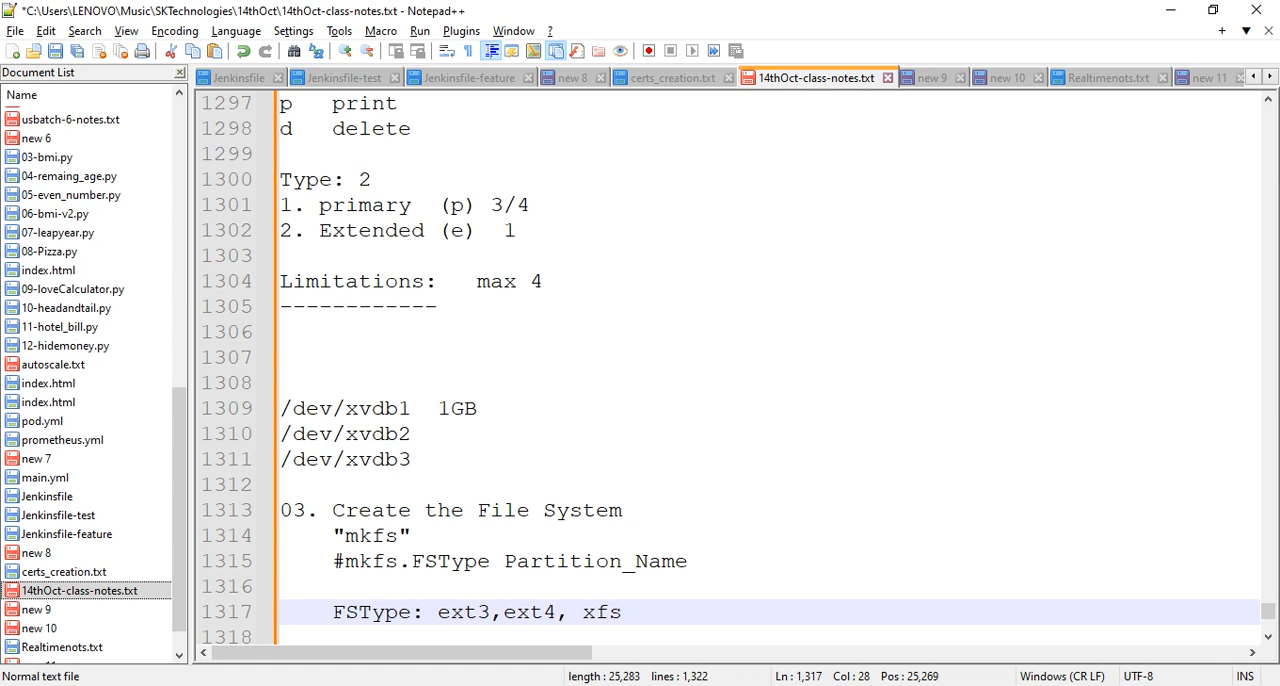 *C:\Users\LENOVO\Music\SKTechnologies\14thOct\14thOct-class-notes.txt - Notepad++
File Edit Search View Encoding Language Settings Tools Macro Run Plugins Window ?
Document List
Jenkinsfile Jenkinsfile-test Jenkinsfile-feature new 8 certs_creation.txt 14thOct-class-notes.txt new 9 new 10 Realtimenots.txt new 11
Name
usbatch-6-notes.txt
new 6
03-bmi.py
04-remaing_age.py
05-even_number.py
06-bmi-v2.py
07-leapyear.py
08-Pizza.py
index.html
09-loveCalculator.py
10-headandtail.py
11-hotel_bill.py
12-hidemoney.py
autoscale.txt
index.html
index.html
pod.yml
prometheus.yml
new 7
main.yml
Jenkinsfile
Jenkinsfile-test
Jenkinsfile-feature
new 8
certs_creation.txt
14thOct-class-notes.txt
new 9
new 10
Realtimenots.txt
1297 p print
1298 d delete
1299
1300 Type: 2
1301 1. primary (p) 3/4
1302 2. Extended (e) 1
1303
1304 Limitations: max 4
1305 ------------
1306
1307
1308
1309 /dev/xvdb1 1GB
1310 /dev/xvdb2
1311 /dev/xvdb3
1312
1313 03. Create the File System
1314 "mkfs"
1315 #mkfs.FSType Partition_Name
1316
1317 FSType: ext3,ext4, xfs
1318
Normal text file length : 25,283 lines : 1,322 Ln : 1,317 Col : 28 Pos : 25,269 Windows (CR LF) UTF-8 INS